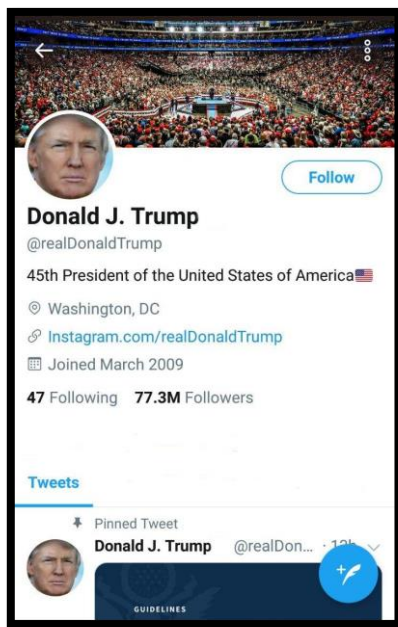 Follow
Donald J. Trump
@realDonaldTrump
45th President of the United States of America🇺🇸
Washington, DC
Instagram.com/realDonaldTrump
Joined March 2009
47 Following 77.3M Followers
Tweets
Pinned Tweet
Donald J. Trump @realDon... · 12h
GUIDELINES